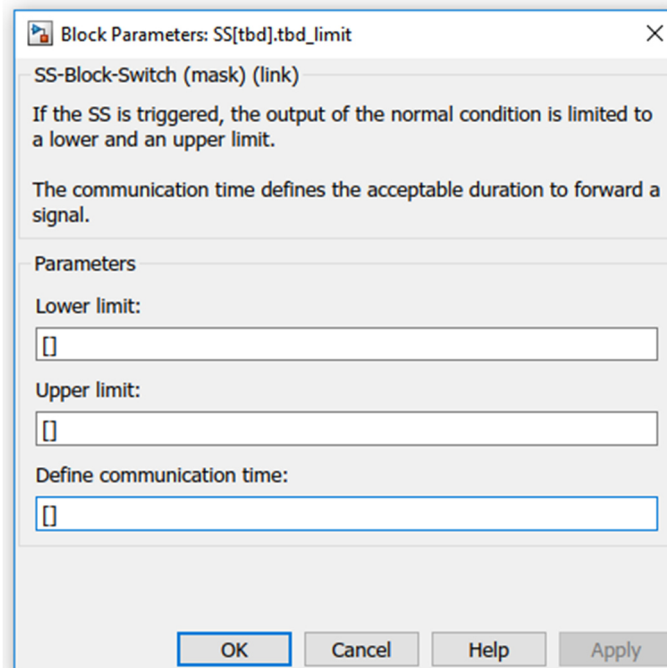 Block Parameters: SS[tbd].tbd_limit
SS-Block-Switch (mask) (link)
If the SS is triggered, the output of the normal condition is limited to
a lower and an upper limit.
The communication time defines the acceptable duration to forward a
signal.
Parameters
Lower limit:
[]
Upper limit:
[]
Define communication time:
[]
OK Cancel Help Apply